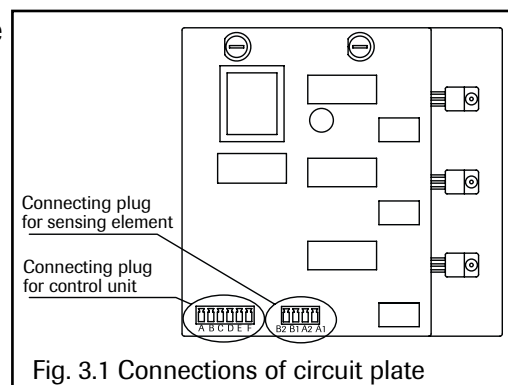 e
Connecting plug
for sensing element
Connecting plug
for control unit
A B C D E F
B2 B1 A2 A1
Fig. 3.1 Connections of circuit plate